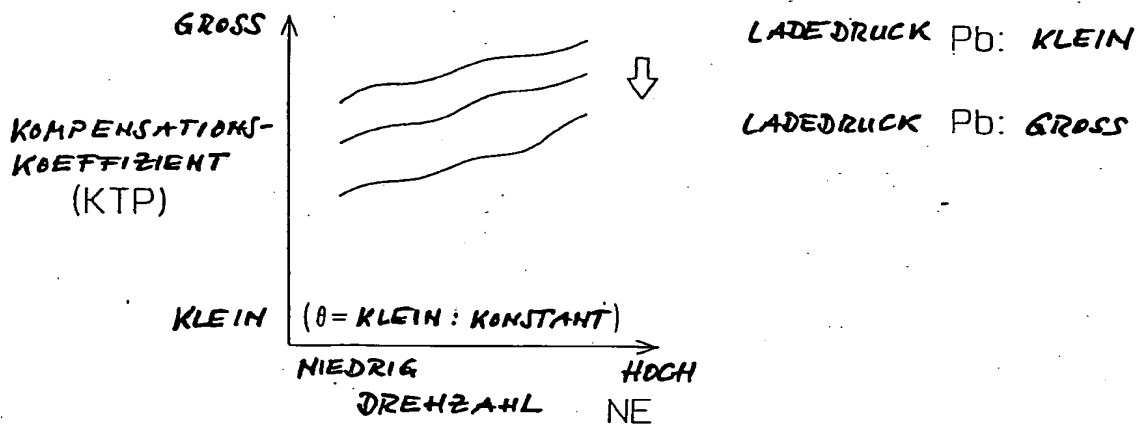 GROSS
LADEDRUCK Pb: KLEIN
LADEDRUCK Pb: GROSS
KOMPENSATIONS-
KOEFFIZIENT
(KTP)
KLEIN
(θ= KLEIN : KONSTANT)
NIEDRIG
HOCH
DREHZAHL NE